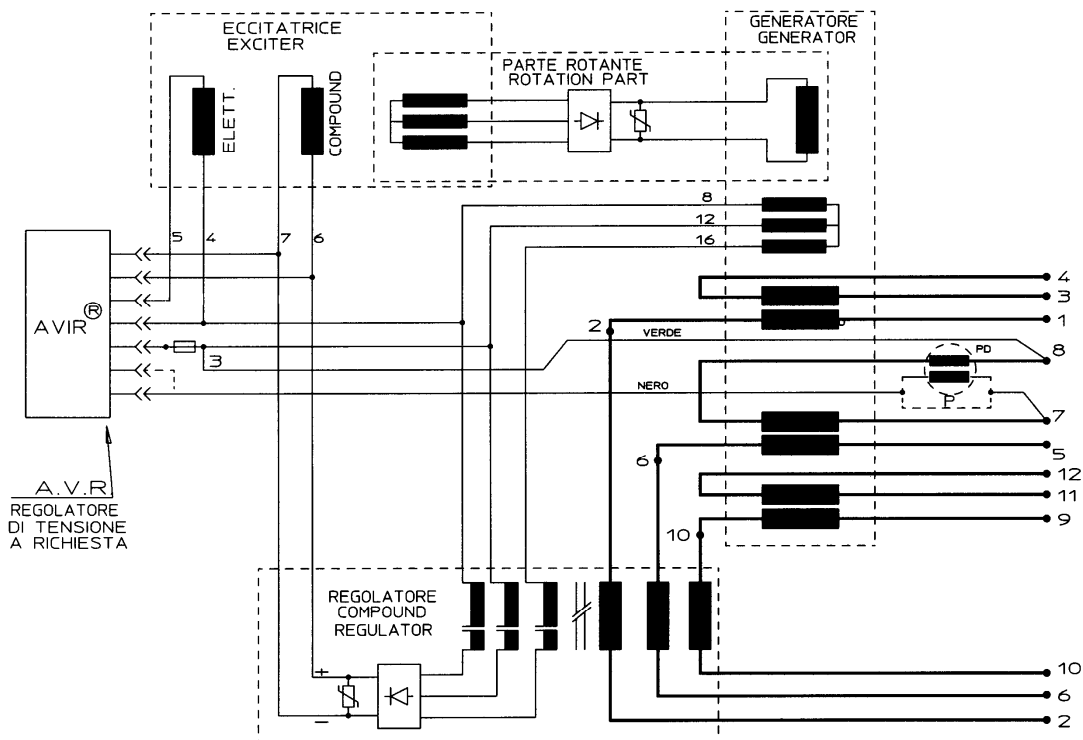 ECCITATRICE
EXCITER
GENERATORE
GENERATOR
PARTE ROTANTE
ROTATION PART
ELETT.
COMPOUND
8
12
16
5 4 7 6
AVIR®
4
3
1
2
VERDE
8
3
PD
NERO
P
7
5
6
12
11
9
10
A.V.R.
REGOLATORE
DI TENSIONE
A RICHIESTA
REGOLATORE
COMPOUND
REGULATOR
+
−
10
6
2